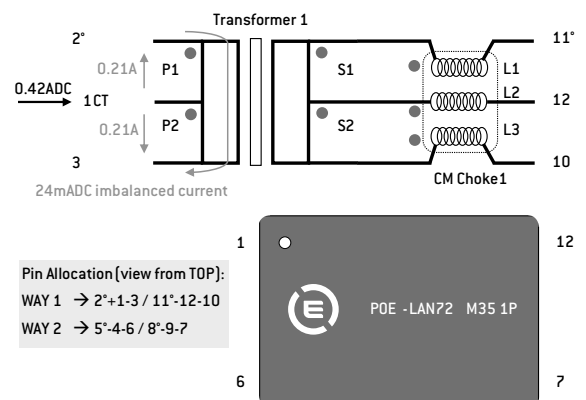 Transformer 1
2° 11°
0.21A P1 S1 L1
0.42ADC 1CT L2 12
0.21A P2 S2 L3
3 10
CM Choke1
24mADC imbalanced current
1 12
Pin Allocation (view from TOP):
WAY 1 → 2°+1-3 / 11°-12-10
WAY 2 → 5°-4-6 / 8°-9-7
E POE -LAN72 M35 1P
6 7